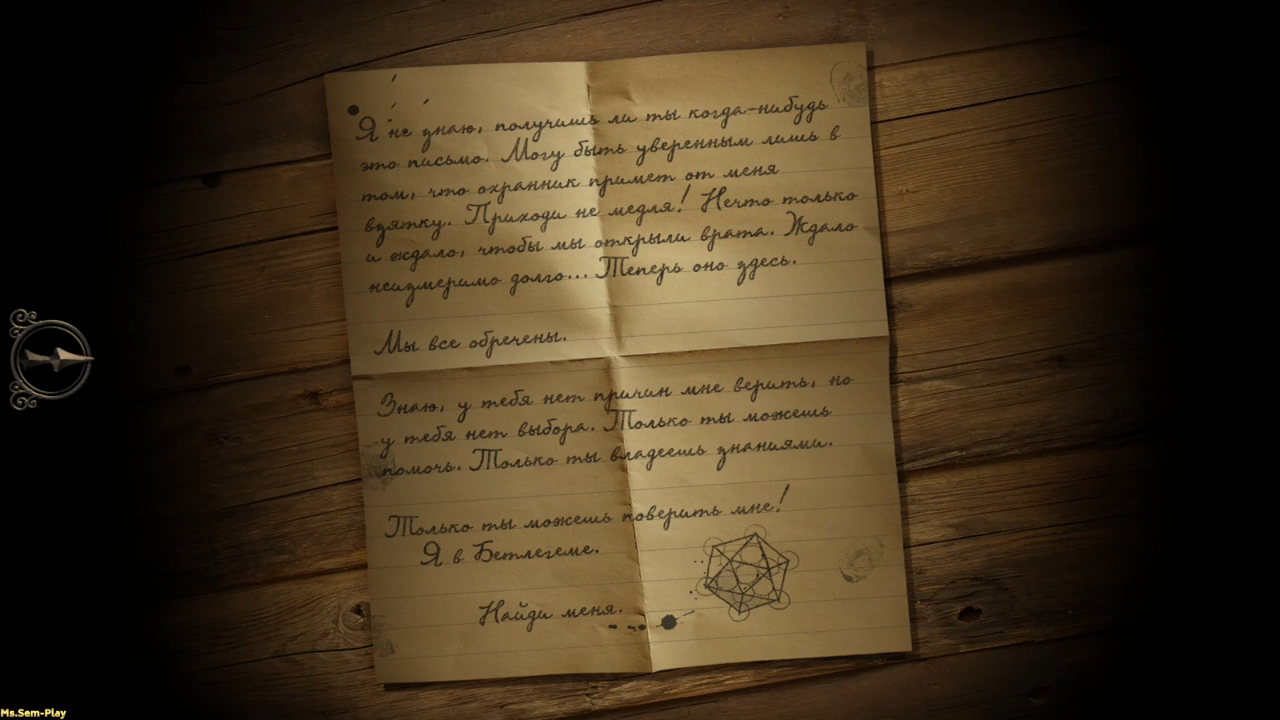 Я не знаю, получишь ли ты когда-нибудь
это письмо. Могу быть уверенным лишь в
том, что охранник примет от меня
взятку. Приходи не медля! Нечто только
и ждало, чтобы мы открыли врата. Ждало
неизмеримо долго... Теперь оно здесь.
Мы все обречены.
Знаю, у тебя нет причин мне верить, но
у тебя нет выбора. Только ты можешь
помочь. Только ты владеешь знаниями.
Только ты можешь поверить мне!
Я в Бетлегеме.
Найди меня.
Ms.Sem-Play